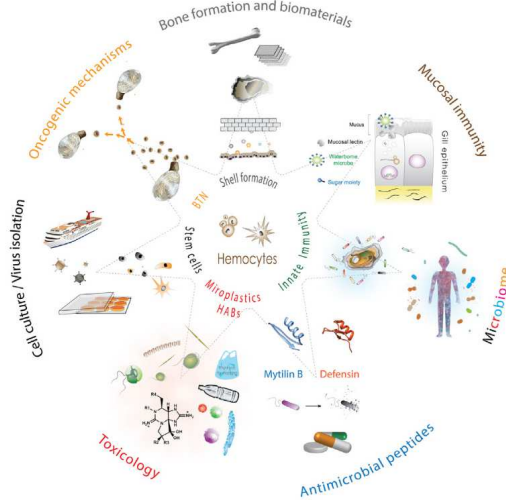 Bone formation and biomaterials
Oncogenic mechanisms
Mucosal immunity
Mucus
Mucosal lectin
Waterborne microbe
Sugar moiety
Gill epithelium
Shell formation
BTN
Cell culture / Virus isolation
Stem cells
Hemocytes
Innate Immunity
Miroplastics
HABs
Microbiome
Mytilin B
Defensin
Toxicology
Antimicrobial peptides